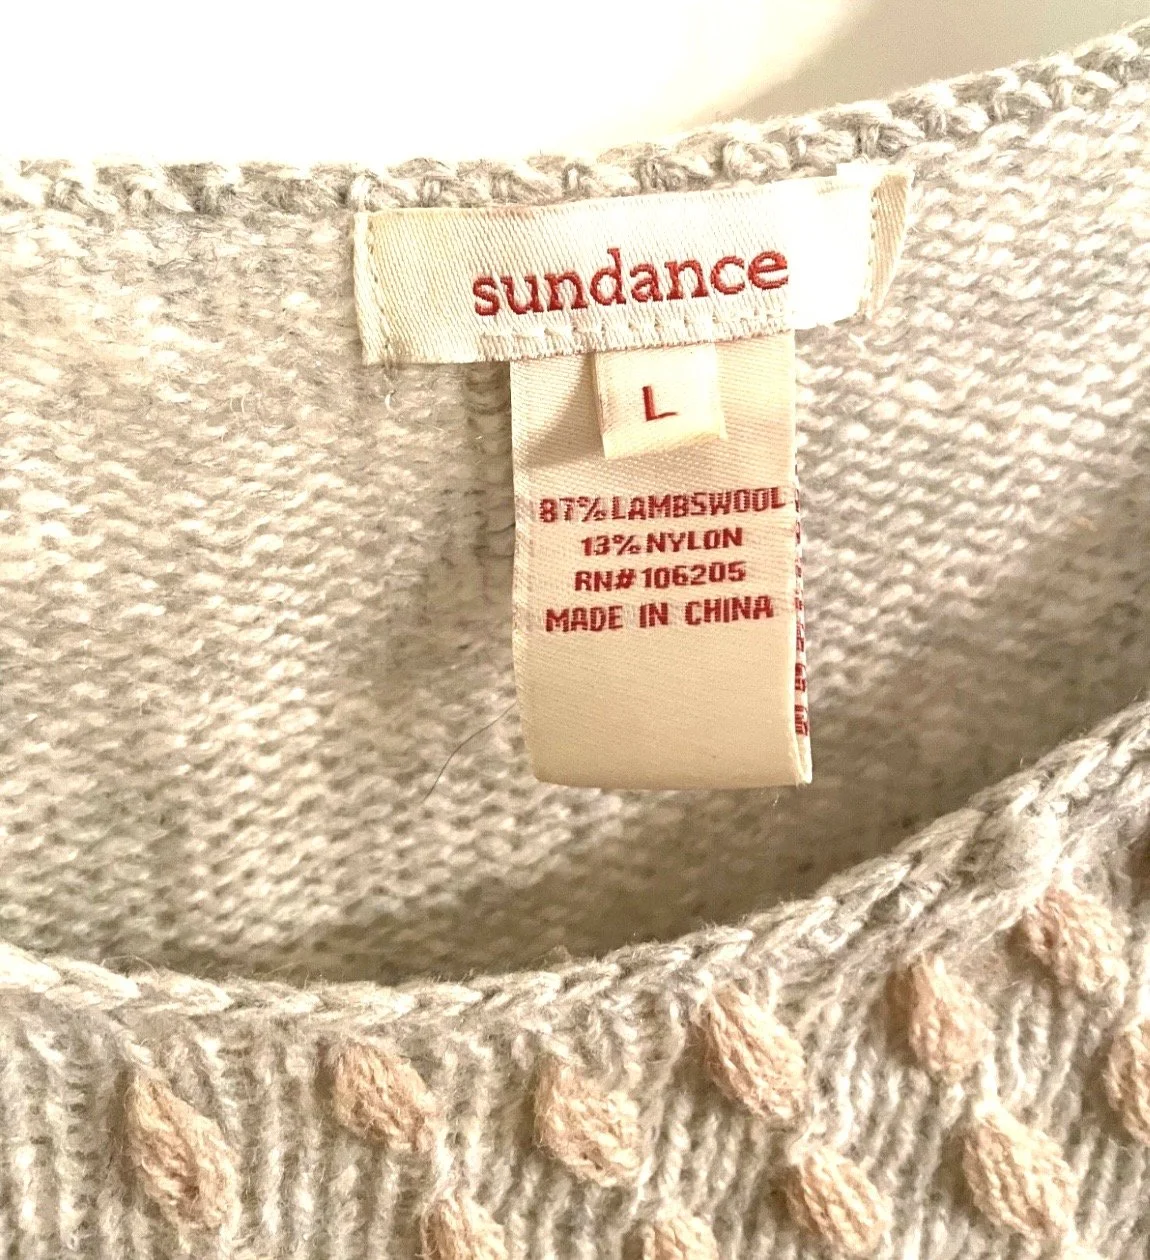 sundance
L
87% LAMBSWOOL
13% NYLON
RN# 106205
MADE IN CHINA